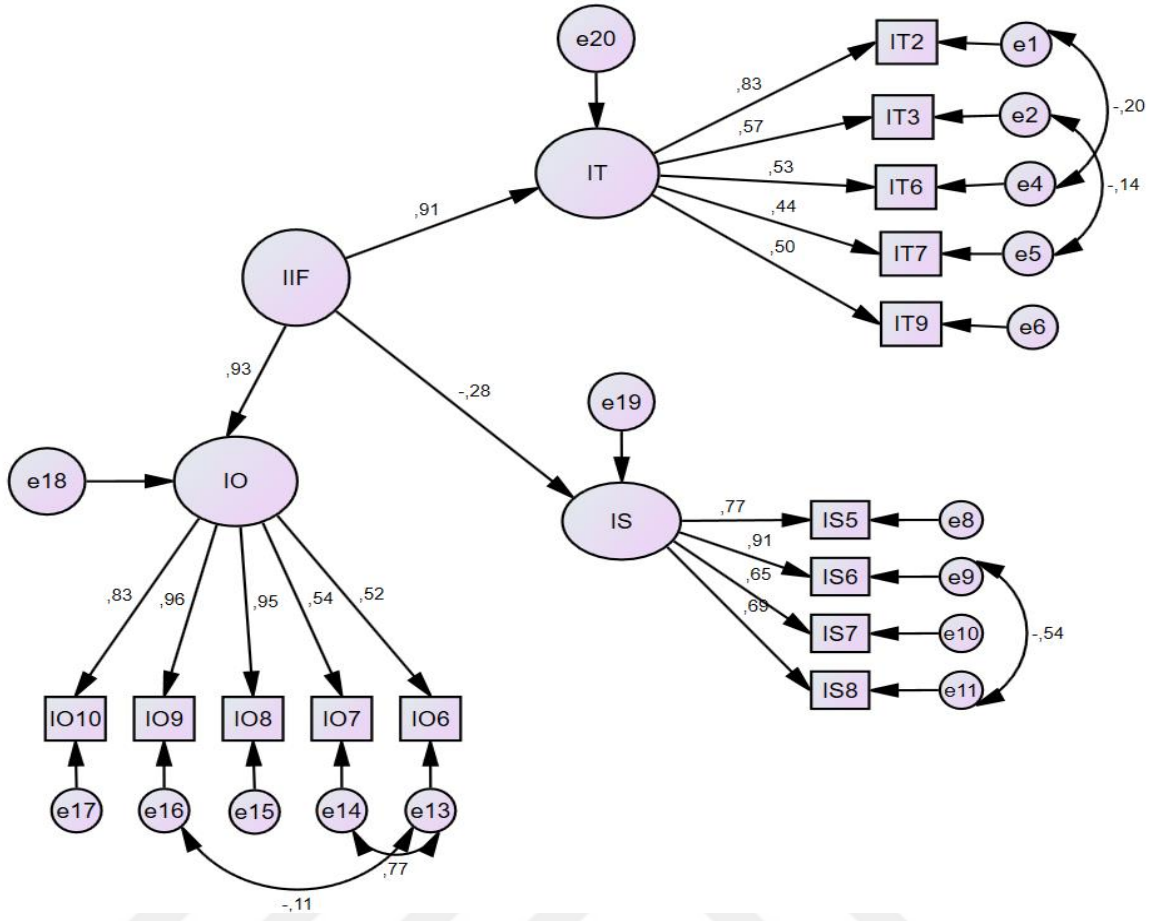 e20
IT2
e1
,83
-,20
IT3
e2
,57
IT
,53
IT6
e4
-,14
,91
,44
IT7
e5
,50
IIF
IT9
e6
,93
-,28
e19
e18
IO
IS
,77
IS5
e8
,91
IS6
e9
,65
,83
,96
,95
,54
,52
,69
IS7
e10
-,54
IS8
e11
IO10
IO9
IO8
IO7
IO6
e17
e16
e15
e14
e13
,77
-,11